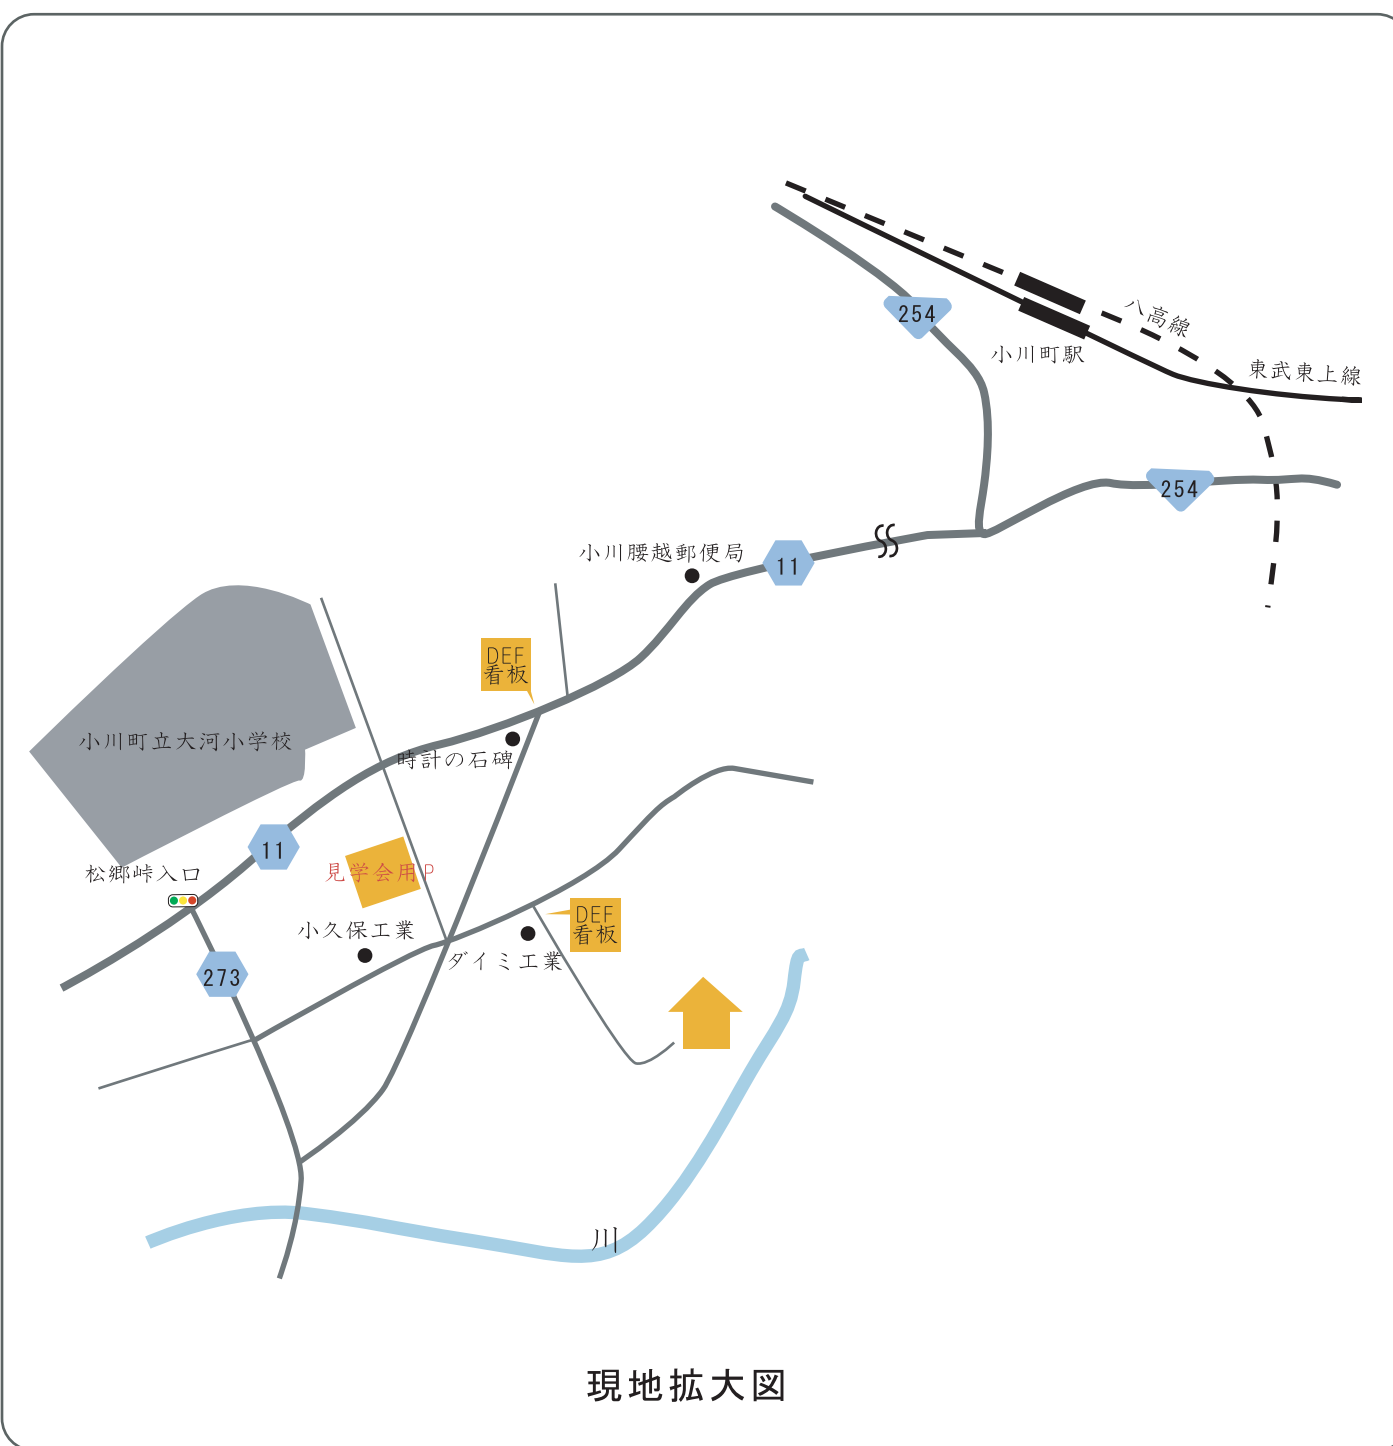 254
八高線
小川町駅
東武東上線
254
小川腰越郵便局
11
DEF
看板
小川町立大河小学校
時計の石碑
11
松郷峠入口
見学会用P
小久保工業
DEF
看板
ダイミ工業
273
川
現地拡大図